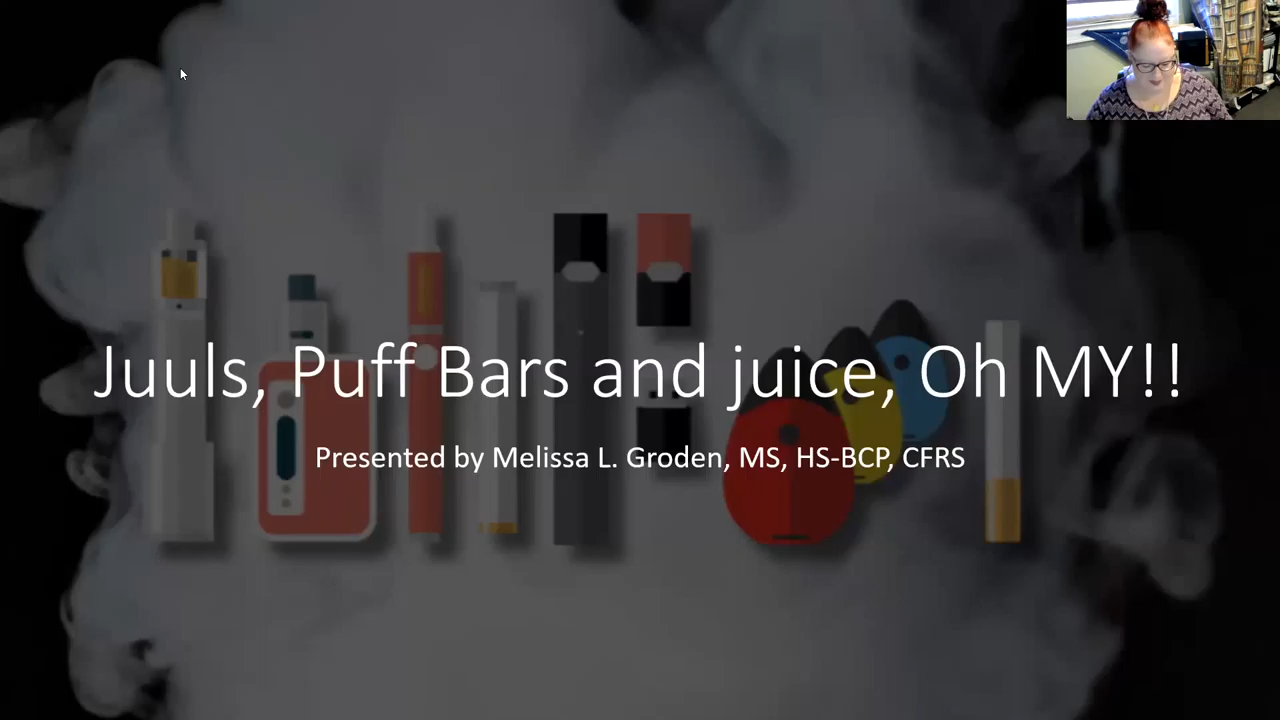 Juuls, Puff Bars and juice, Oh MY!!
Presented by Melissa L. Groden, MS, HS-BCP, CFRS